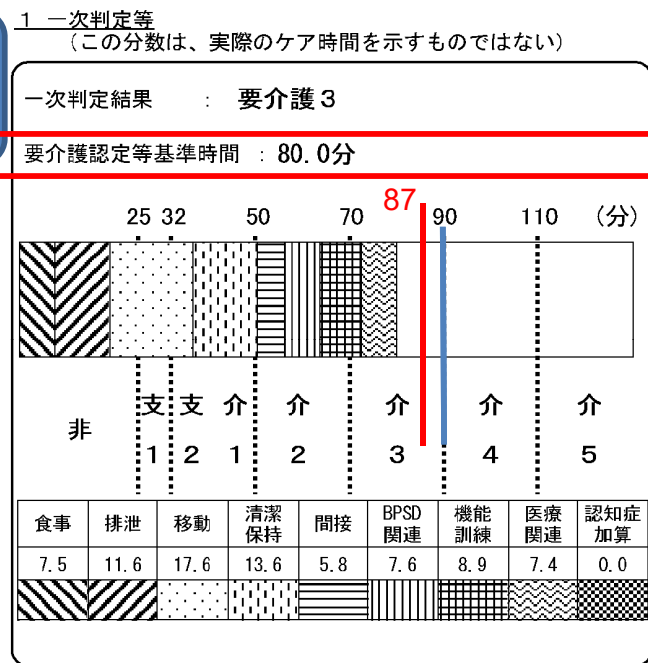 1 一次判定等
(この分数は、実際のケア時間を示すものではない)
一次判定結果 : 要介護3
要介護認定等基準時間 : 80.0分
87
25 32 50 70 90 110 (分)
非 支1 支2 介1 介2 介3 介4 介5
食事 排泄 移動 清潔保持 間接 BPSD関連 機能訓練 医療関連 認知症加算
7.5 11.6 17.6 13.6 5.8 7.6 8.9 7.4 0.0